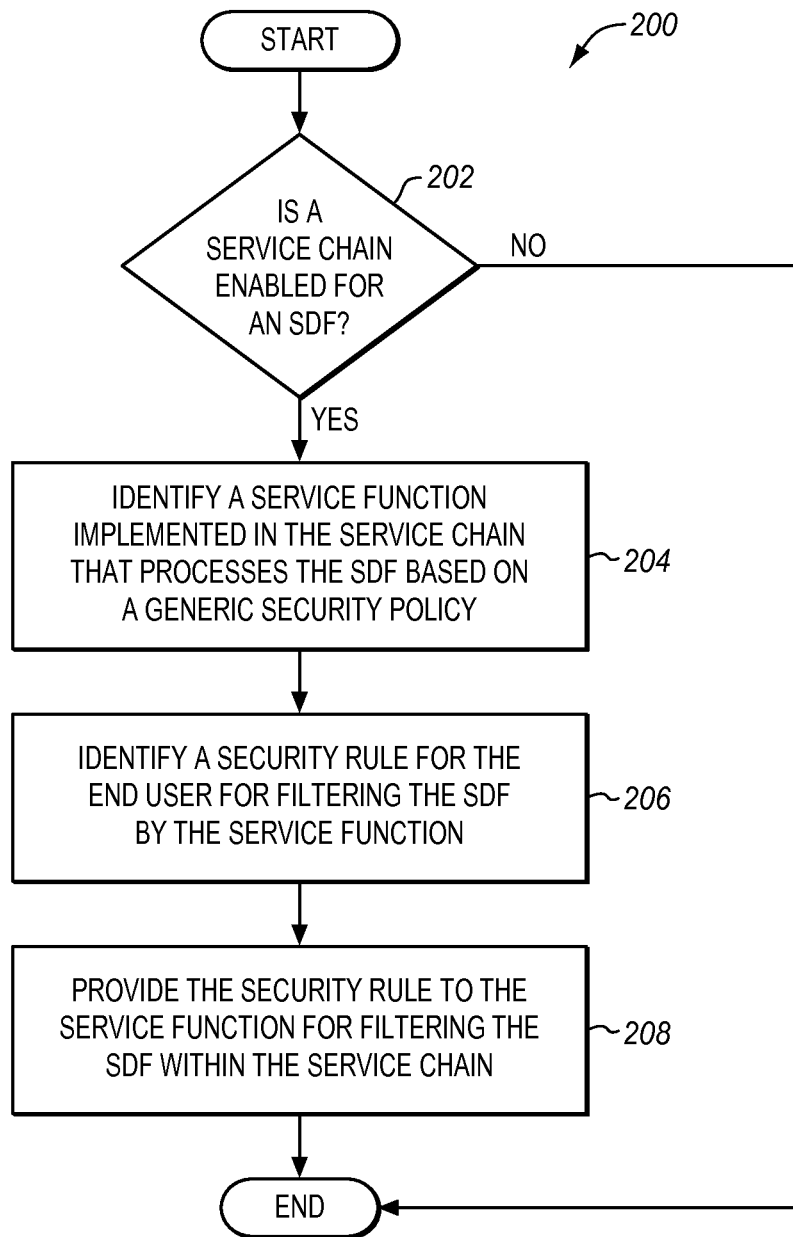 START
200
202
IS A
SERVICE CHAIN
ENABLED FOR
AN SDF?
NO
YES
IDENTIFY A SERVICE FUNCTION
IMPLEMENTED IN THE SERVICE CHAIN
THAT PROCESSES THE SDF BASED ON
A GENERIC SECURITY POLICY
204
IDENTIFY A SECURITY RULE FOR THE
END USER FOR FILTERING THE SDF
BY THE SERVICE FUNCTION
206
PROVIDE THE SECURITY RULE TO THE
SERVICE FUNCTION FOR FILTERING THE
SDF WITHIN THE SERVICE CHAIN
208
END